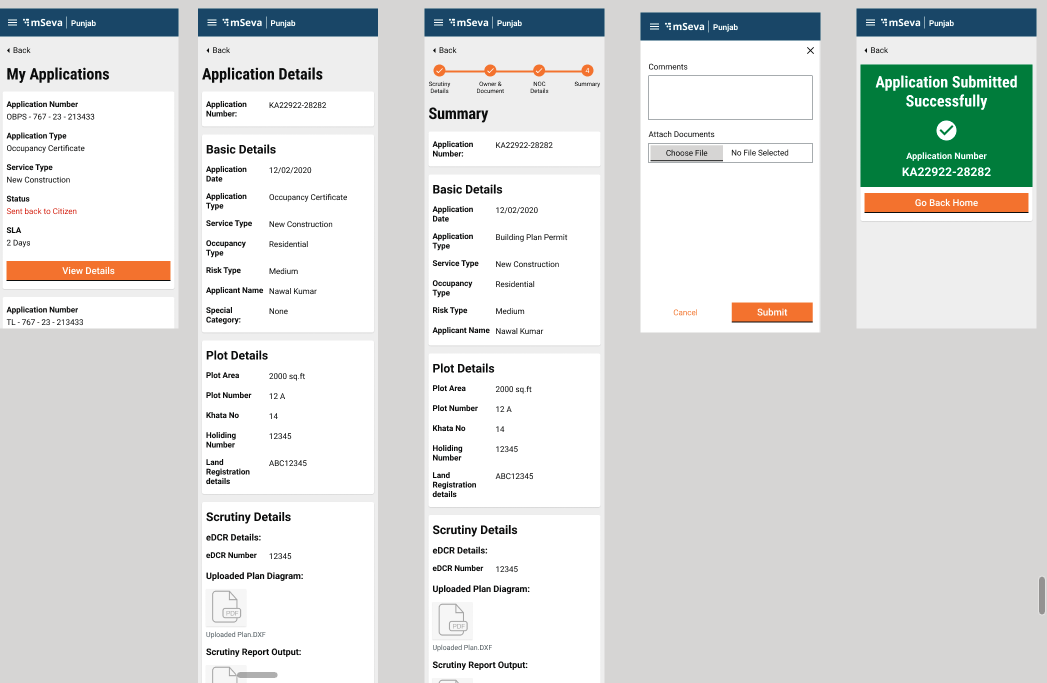 mSeva Punjab
Back
My Applications
Application Number
OBPS - 767 - 23 - 213433
Application Type
Occupancy Certificate
Service Type
New Construction
Status
Sent back to Citizen
SLA
2 Days
View Details
Application Number
TL - 767 - 23 - 213433
mSeva Punjab
Back
Application Details
Application KA22922-28282
Number:
Basic Details
Application 12/02/2020
Date
Application Occupancy Certificate
Type
Service Type New Construction
Occupancy Residential
Type
Risk Type Medium
Applicant Name Nawal Kumar
Special None
Category:
Plot Details
Plot Area 2000 sq.ft
Plot Number 12 A
Khata No 14
Holiding 12345
Number
Land ABC12345
Registration
details
Scrutiny Details
eDCR Details:
eDCR Number 12345
Uploaded Plan Diagram:
PDF
Uploaded Plan.DXF
Scrutiny Report Output:
mSeva Punjab
Back
4
Scrutiny Owner & NOC Summary
Details Document Details
Summary
Application KA22922-28282
Number:
Basic Details
Application 12/02/2020
Date
Application Building Plan Permit
Type
Service Type New Construction
Occupancy Residential
Type
Risk Type Medium
Applicant Name Nawal Kumar
Plot Details
Plot Area 2000 sq.ft
Plot Number 12 A
Khata No 14
Holiding 12345
Number
Land ABC12345
Registration
details
Scrutiny Details
eDCR Details:
eDCR Number 12345
Uploaded Plan Diagram:
PDF
Uploaded Plan.DXF
Scrutiny Report Output:
mSeva Punjab
Comments
Attach Documents
Choose File No File Selected
Cancel Submit
mSeva Punjab
Back
Application Submitted
Successfully
Application Number
KA22922-28282
Go Back Home